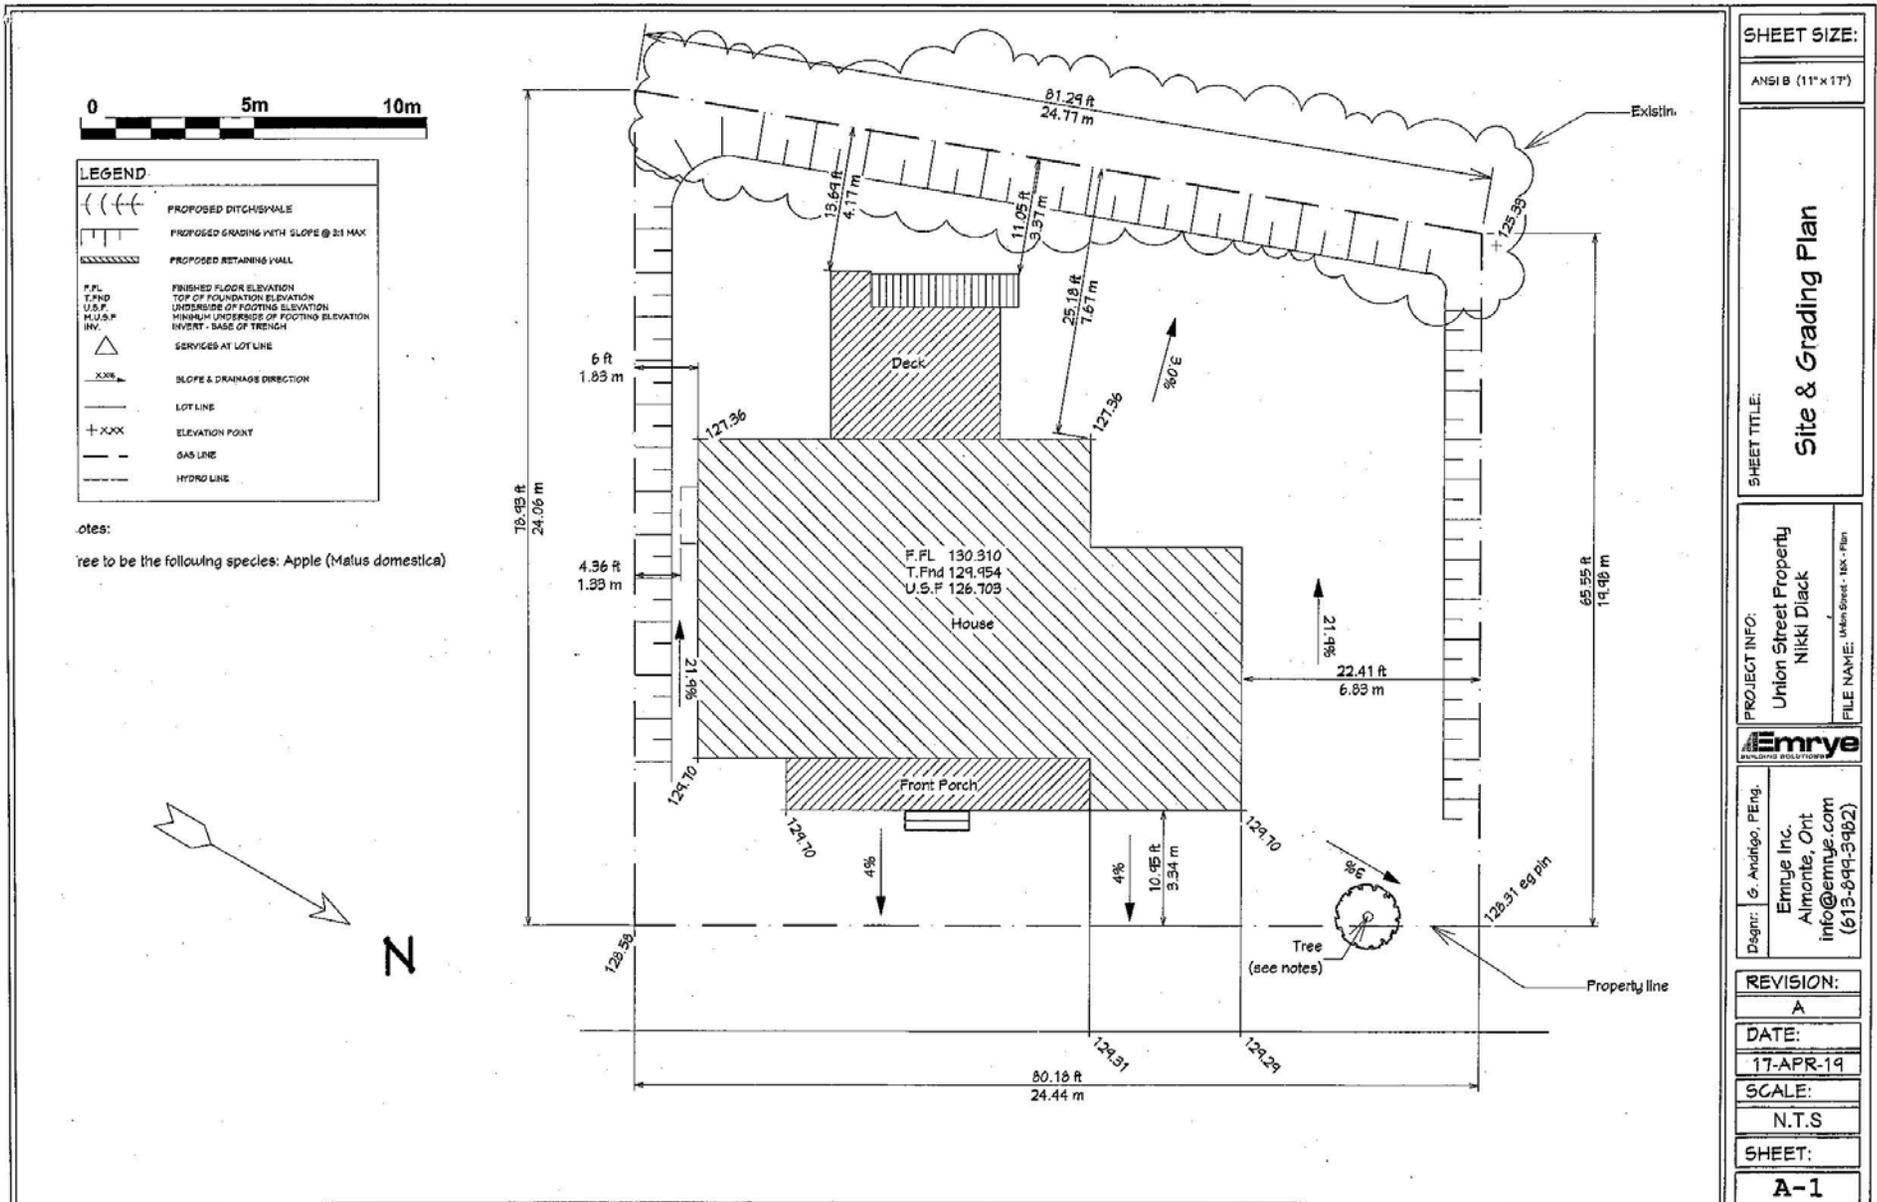 0 5m 10m
LEGEND
PROPOSED DITCH/SWALE
PROPOSED GRADING WITH SLOPE @ 3:1 MAX
PROPOSED RETAINING WALL
F.FL FINISHED FLOOR ELEVATION
T.FND TOP OF FOUNDATION ELEVATION
U.S.F. UNDERSIDE OF FOOTING ELEVATION
M.U.S.F MINIMUM UNDERSIDE OF FOOTING ELEVATION
INV. INVERT - BASE OF TRENCH
SERVICES AT LOT LINE
X.X% SLOPE & DRAINAGE DIRECTION
LOT LINE
+ X.XX ELEVATION POINT
GAS LINE
HYDRO LINE
otes:
ree to be the following species: Apple (Malus domestica)
N
81.29 ft
24.77 m
Existin
13.69 ft
4.17 m
11.05 ft
3.37 m
25.18 ft
7.67 m
125.33
6 ft
1.83 m
Deck
3.0%
127.36
127.36
78.93 ft
24.06 m
4.36 ft
1.33 m
F.FL 130.310
T.Fnd 129.954
U.S.F 126.703
House
65.55 ft
19.98 m
21.9%
21.9%
22.41 ft
6.83 m
129.70
Front Porch
129.70
129.70
4%
4%
10.95 ft
3.34 m
3%
128.31 eg pin
128.58
Tree
(see notes)
Property line
129.31
129.29
80.18 ft
24.44 m
SHEET SIZE:
ANSI B (11" x 17")
SHEET TITLE:
Site & Grading Plan
PROJECT INFO:
Union Street Property
Nikki Diack
FILE NAME: Union Street - 18X - Plan
Emrye
BUILDING SOLUTIONS
Dsgnr: G. Andrigo, PEng.
Emrye Inc.
Almonte, Ont
info@emrye.com
(613-899-3982)
REVISION:
A
DATE:
17-APR-19
SCALE:
N.T.S
SHEET:
A-1